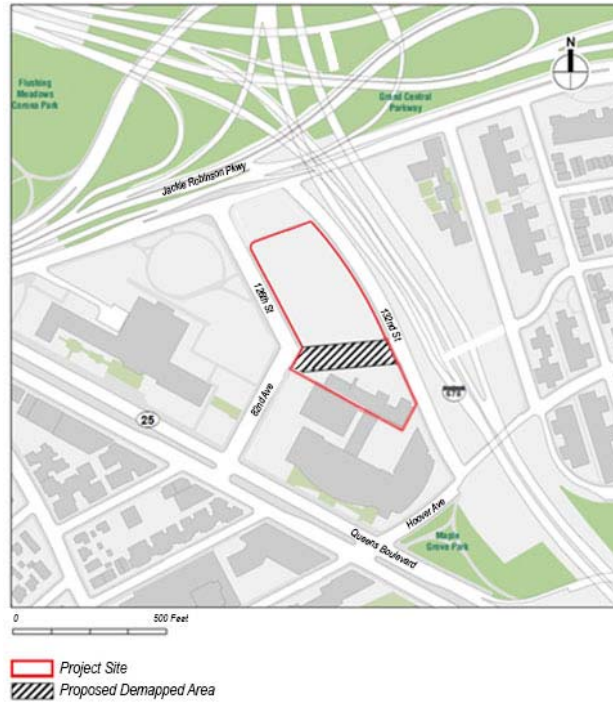 N
Flushing
Meadows
Corona Park
Grand Central
Parkway
Jackie Robinson Pkwy
126th St
132nd St
82nd Ave
678
25
Hoover Ave
Queens Boulevard
Maple
Grove Park
0 500 Feet
Project Site
Proposed Demapped Area